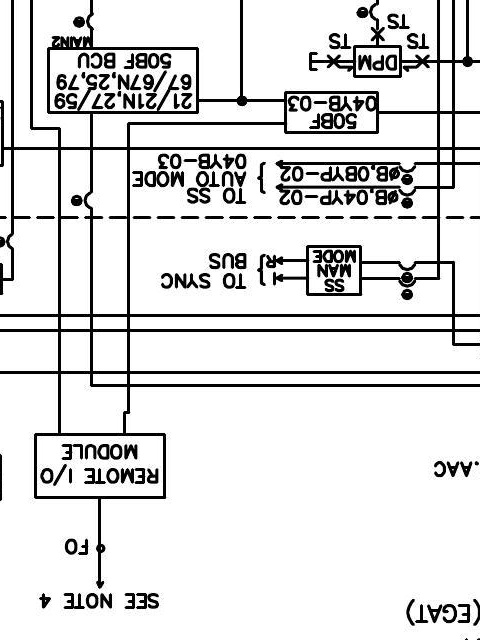 (EGAT)
SEE NOTE 4
FO
.AAC
REMOTE I/O
MODULE
SS
MAN
MODE
I
R
TO SYNC
BUS
øB,04YP-02
øB,0BYP-02
TO SS
AUTO MODE
04YB-03
50BF
04YB-03
21/21N,27/59
67/67N,25,79
50BF BCU
MAIN2
DPM
TS
TS
TS